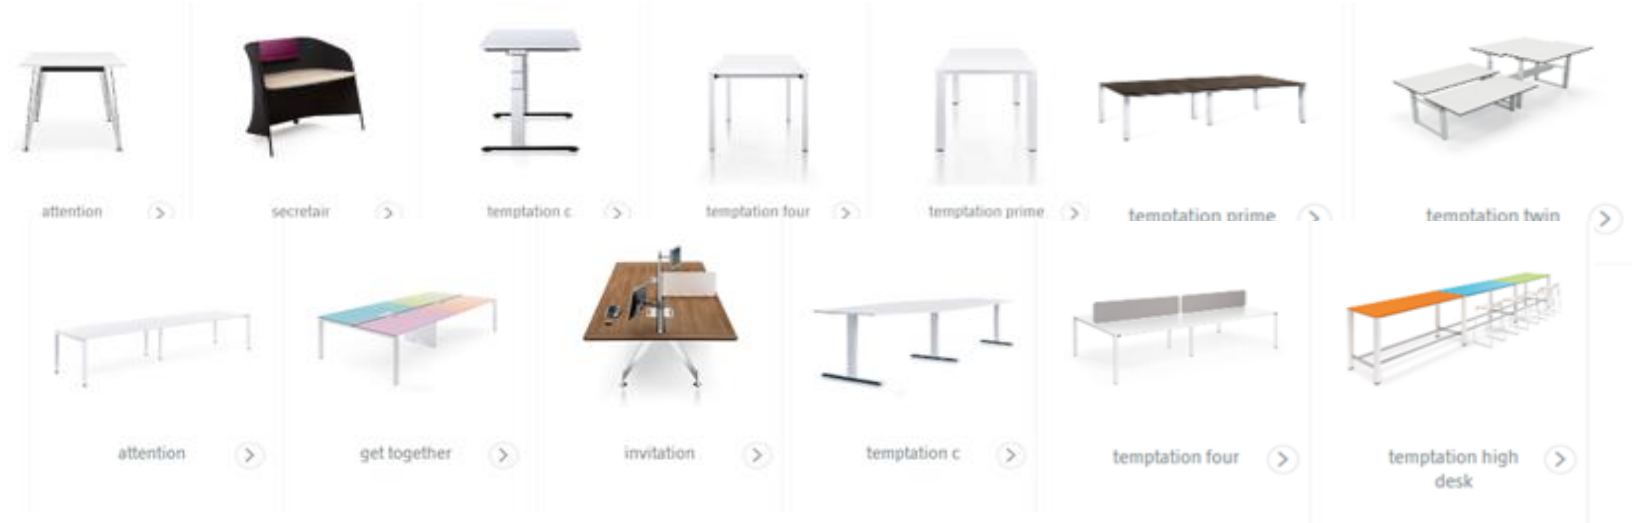 attention
secretair
temptation c
temptation four
temptation prime
temptation prime
temptation twin
attention
get together
invitation
temptation c
temptation four
temptation high
desk